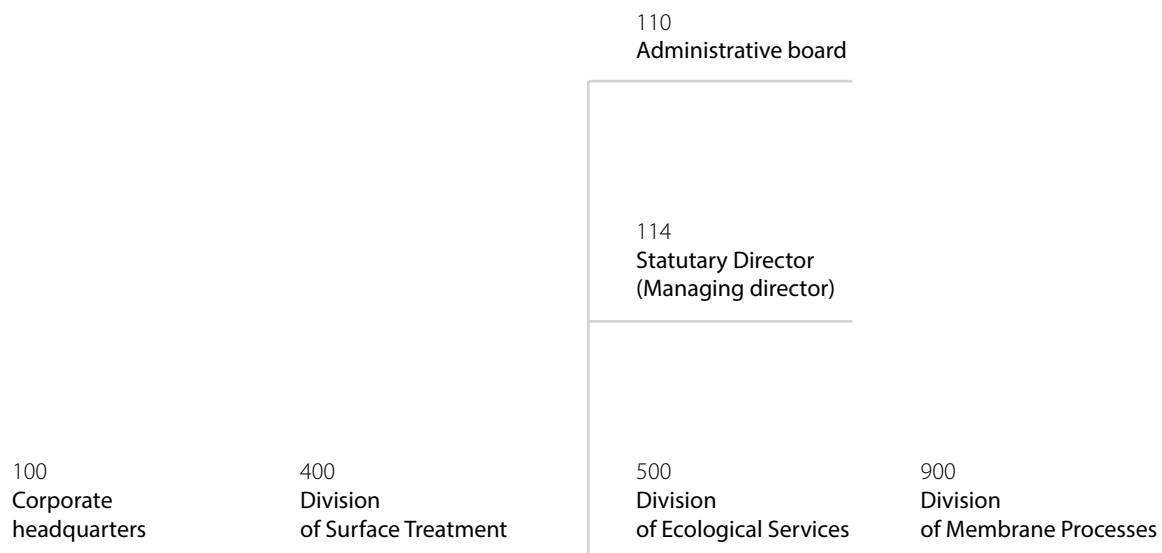 110
Administrative board
114
Statutary Director
(Managing director)
100
Corporate
headquarters
400
Division
of Surface Treatment
500
Division
of Ecological Services
900
Division
of Membrane Processes